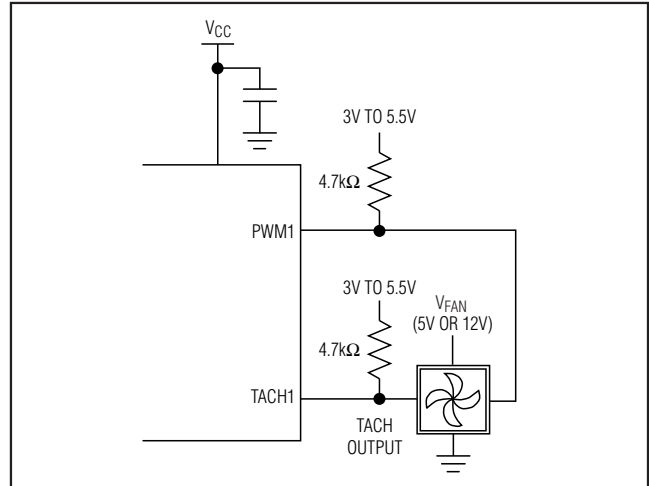 VCC
3V TO 5.5V
4.7kΩ
PWM1
3V TO 5.5V
VFAN
(5V OR 12V)
4.7kΩ
TACH1
TACH
OUTPUT